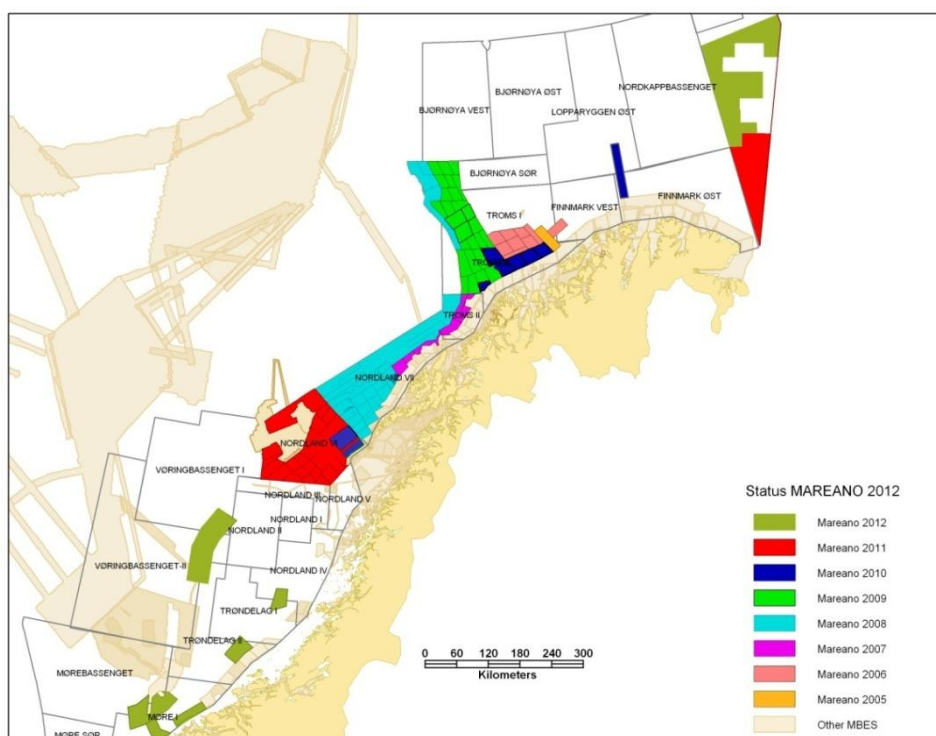 NORDKAPPBASSENGET
BJØRNØYA ØST
BJØRNØYA VEST
LOPPARYGGEN ØST
BJØRNØYA SØR
FINNMARK ØST
FINNMARK VEST
TROMS I
TROMS II
NORDLAND VII
NORDLAND VI
VØRINGBASSENGET I
NORDLAND III
NORDLAND V
NORDLAND I
NORDLAND II
VØRINGBASSENGET-II
NORDLAND IV
TRØNDELAG I
TRØNDELAG II
MØREBASSENGET
MØRE I
MØRE SØR
0 60 120 180 240 300
Kilometers
Status MAREANO 2012
Mareano 2012
Mareano 2011
Mareano 2010
Mareano 2009
Mareano 2008
Mareano 2007
Mareano 2006
Mareano 2005
Other MBES